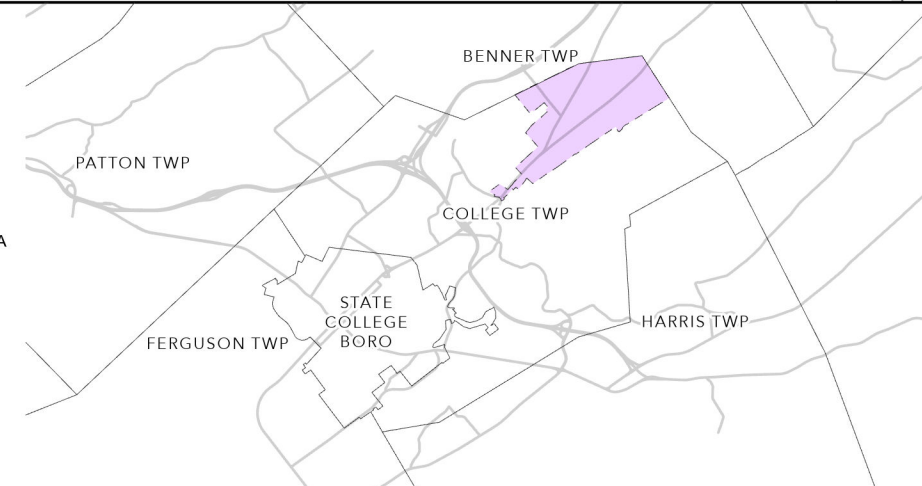 BENNER TWP
PATTON TWP
COLLEGE TWP
A
STATE
COLLEGE
BORO
HARRIS TWP
FERGUSON TWP